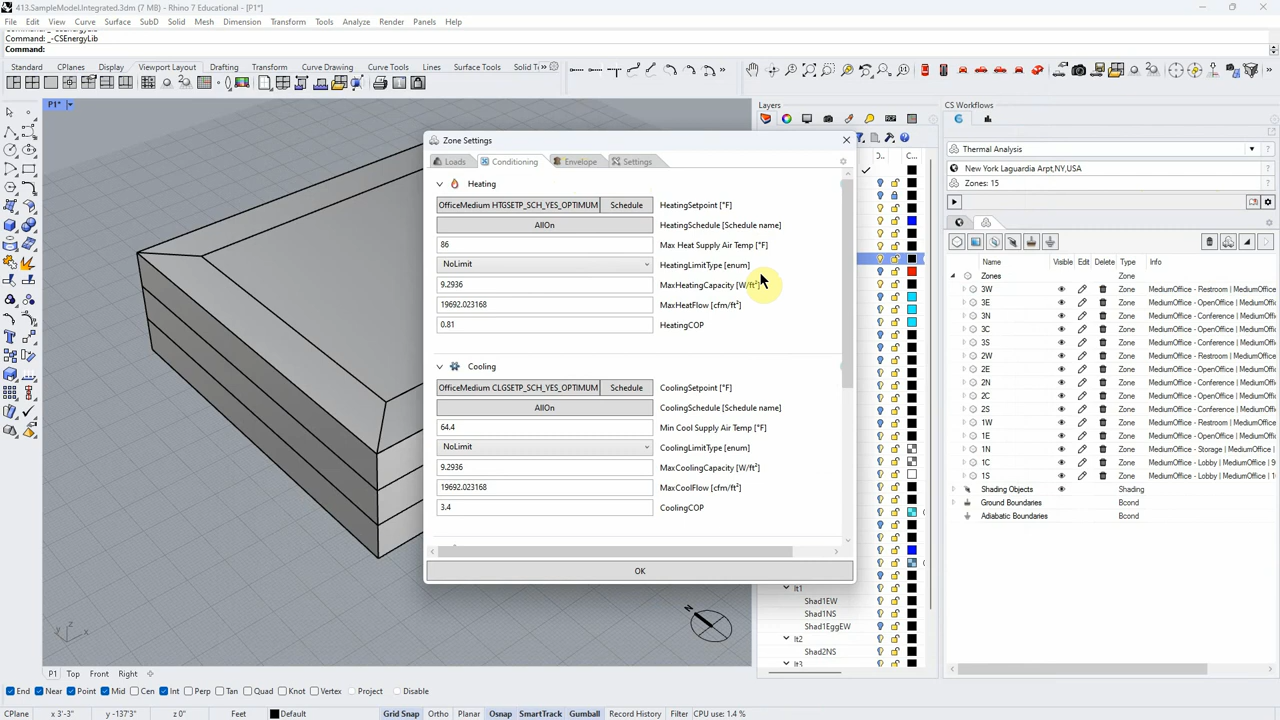 413.SampleModel.Integrated.3dm (7 MB) - Rhino 7 Educational - [P1*]
File Edit View Curve Surface SubD Solid Mesh Dimension Transform Tools Analyze Render Panels Help
Command: _-CSEnergyLib
Command:
Standard CPlanes Display Viewport Layout Drafting Transform Curve Drawing Curve Tools Lines Surface Tools Solid To
P1*
Layers
CS Workflows
Thermal Analysis
New York Laguardia Arpt,NY,USA
Zones: 15
Name Visible Edit Delete Type Info
Zones Zone
3W Zone MediumOffice - Restroom | MediumOffice
3E Zone MediumOffice - OpenOffice | MediumOf
3N Zone MediumOffice - Conference | MediumOf
3C Zone MediumOffice - OpenOffice | MediumOf
3S Zone MediumOffice - Conference | MediumOf
2W Zone MediumOffice - Restroom | MediumOffice
2E Zone MediumOffice - OpenOffice | MediumOf
2N Zone MediumOffice - Conference | MediumOf
2C Zone MediumOffice - OpenOffice | MediumOf
2S Zone MediumOffice - Conference | MediumOf
1W Zone MediumOffice - Restroom | MediumOffice
1E Zone MediumOffice - OpenOffice | MediumOf
1N Zone MediumOffice - Storage | MediumOffice
1C Zone MediumOffice - Lobby | MediumOffice | 9
1S Zone MediumOffice - Lobby | MediumOffice | 1
Shading Objects Shading
Ground Boundaries Bcond
Adiabatic Boundaries Bcond
Zone Settings
Loads Conditioning Envelope Settings
Heating
OfficeMedium HTGSETP_SCH_YES_OPTIMUM Schedule HeatingSetpoint [°F]
AllOn HeatingSchedule [Schedule name]
86 Max Heat Supply Air Temp [°F]
NoLimit HeatingLimitType [enum]
9.2936 MaxHeatingCapacity [W/ft²]
19692.023168 MaxHeatFlow [cfm/ft²]
0.81 HeatingCOP
Cooling
OfficeMedium CLGSETP_SCH_YES_OPTIMUM Schedule CoolingSetpoint [°F]
AllOn CoolingSchedule [Schedule name]
64.4 Min Cool Supply Air Temp [°F]
NoLimit CoolingLimitType [enum]
9.2936 MaxCoolingCapacity [W/ft²]
19692.023168 MaxCoolFlow [cfm/ft²]
3.4 CoolingCOP
OK
lt1
Shad1EW
Shad1NS
Shad1EggEW
lt2
Shad2NS
lt3
N
z
y x
P1 Top Front Right
End Near Point Mid Cen Int Perp Tan Quad Knot Vertex Project Disable
CPlane x 3'-3" y -137'3" z 0" Feet Default Grid Snap Ortho Planar Osnap SmartTrack Gumball Record History Filter CPU use: 1.4 %